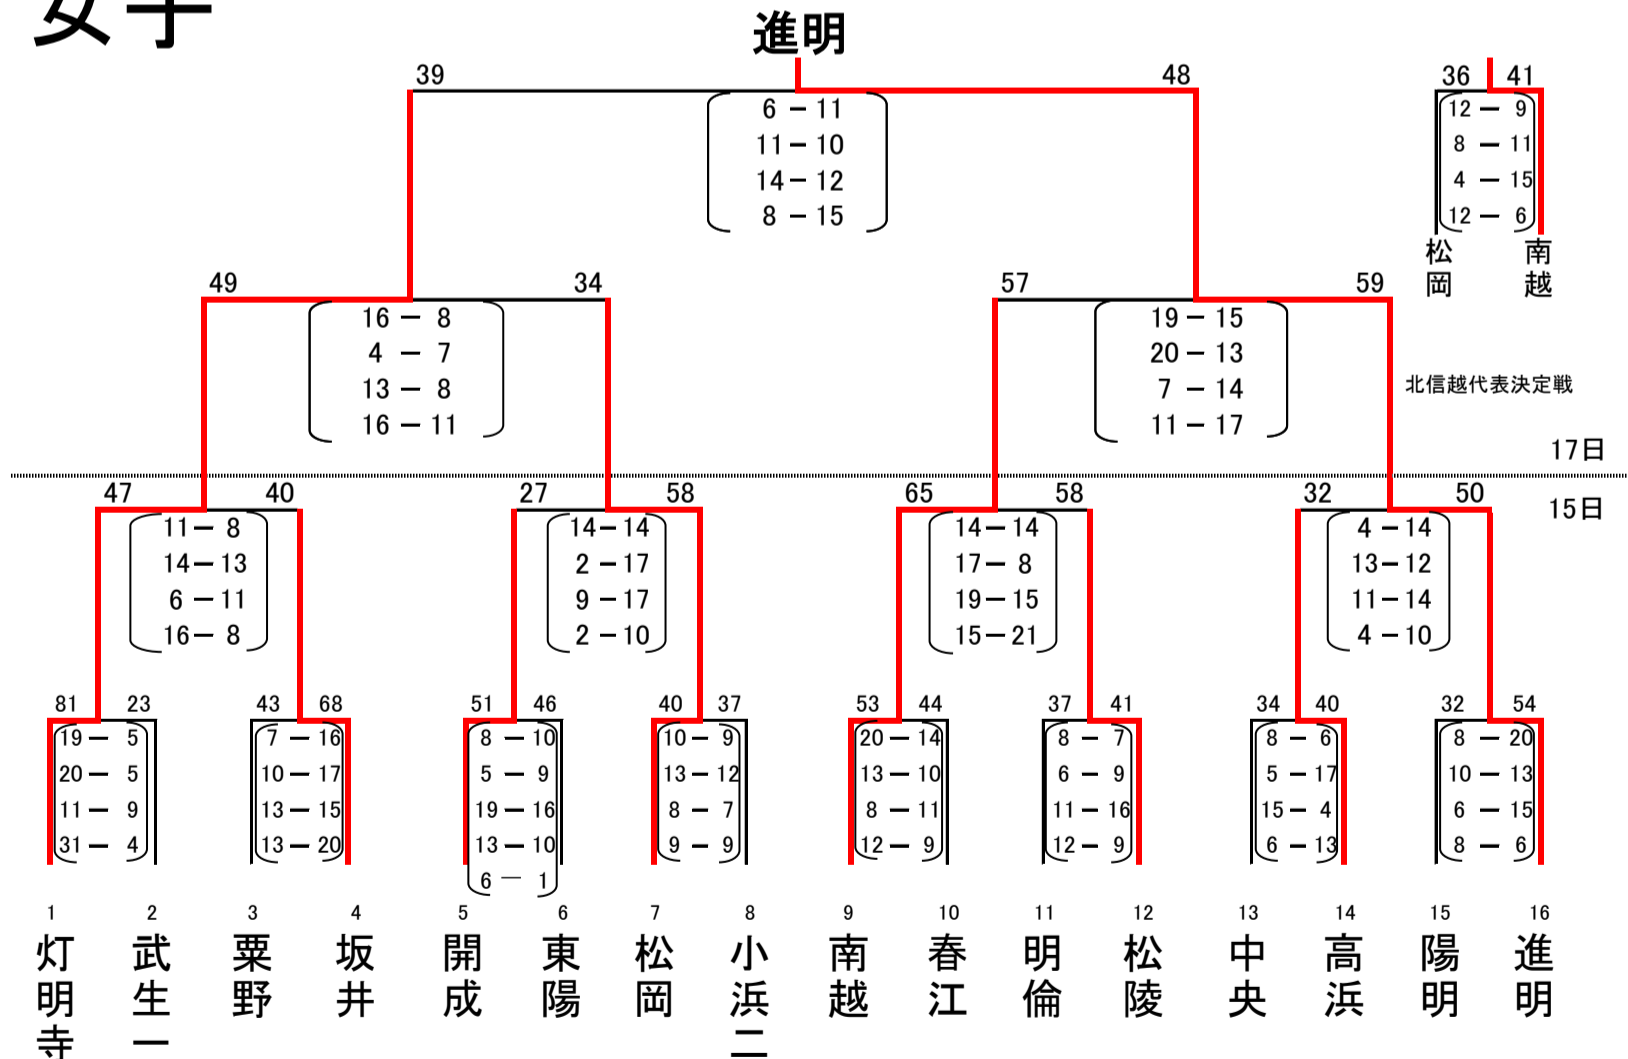 女子
進明
39 48
6 － 11
11 － 10
14 － 12
8 － 15
36 41
12 － 9
8 － 11
4 － 15
12 － 6
松岡 南越
49 34
16 － 8
4 － 7
13 － 8
16 － 11
57 59
19 － 15
20 － 13
7 － 14
11 － 17
北信越代表決定戦
17日
15日
47 40
11 － 8
14 － 13
6 － 11
16 － 8
27 58
14 － 14
2 － 17
9 － 17
2 － 10
65 58
14 － 14
17 － 8
19 － 15
15 － 21
32 50
4 － 14
13 － 12
11 － 14
4 － 10
81 23
19 － 5
20 － 5
11 － 9
31 － 4
43 68
7 － 16
10 － 17
13 － 15
13 － 20
51 46
8 － 10
5 － 9
19 － 16
13 － 10
6 － 1
40 37
10 － 9
13 － 12
8 － 7
9 － 9
53 44
20 － 14
13 － 10
8 － 11
12 － 9
37 41
8 － 7
6 － 9
11 － 16
12 － 9
34 40
8 － 6
5 － 17
15 － 4
6 － 13
32 54
8 － 20
10 － 13
6 － 15
8 － 6
1 2 3 4 5 6 7 8 9 10 11 12 13 14 15 16
灯明寺 武生一 粟野 坂井 開成 東陽 松岡 小浜二 南越 春江 明倫 松陵 中央 高浜 陽明 進明